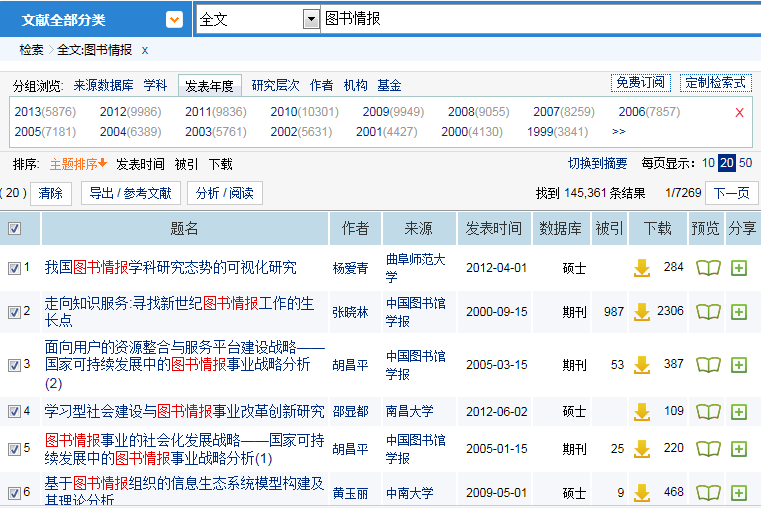 文献全部分类 全文 图书情报
检索 > 全文:图书情报 x
分组浏览: 来源数据库 学科 发表年度 研究层次 作者 机构 基金 免费订阅 定制检索式
2013(5876) 2012(9986) 2011(9836) 2010(10301) 2009(9949) 2008(9055) 2007(8259) 2006(7857) X
2005(7181) 2004(6389) 2003(5761) 2002(5631) 2001(4427) 2000(4130) 1999(3841) >>
排序: 主题排序 发表时间 被引 下载 切换到摘要 每页显示: 10 20 50
( 20 ) 清除 导出 / 参考文献 分析 / 阅读 找到 145,361 条结果 1/7269 下一页
题名 作者 来源 发表时间 数据库 被引 下载 预览 分享
1 我国图书情报学科研究态势的可视化研究 杨爱青 曲阜师范大学 2012-04-01 硕士 284
2 走向知识服务:寻找新世纪图书情报工作的生长点 张晓林 中国图书馆学报 2000-09-15 期刊 987 2306
3 面向用户的资源整合与服务平台建设战略——国家可持续发展中的图书情报事业战略分析(2) 胡昌平 中国图书馆学报 2005-03-15 期刊 53 387
4 学习型社会建设与图书情报事业改革创新研究 邵显都 南昌大学 2012-06-02 硕士 109
5 图书情报事业的社会化发展战略——国家可持续发展中的图书情报事业战略分析(1) 胡昌平 中国图书馆学报 2005-01-15 期刊 25 220
6 基于图书情报组织的信息生态系统模型构建及其理论分析 黄玉丽 中南大学 2009-05-01 硕士 9 468